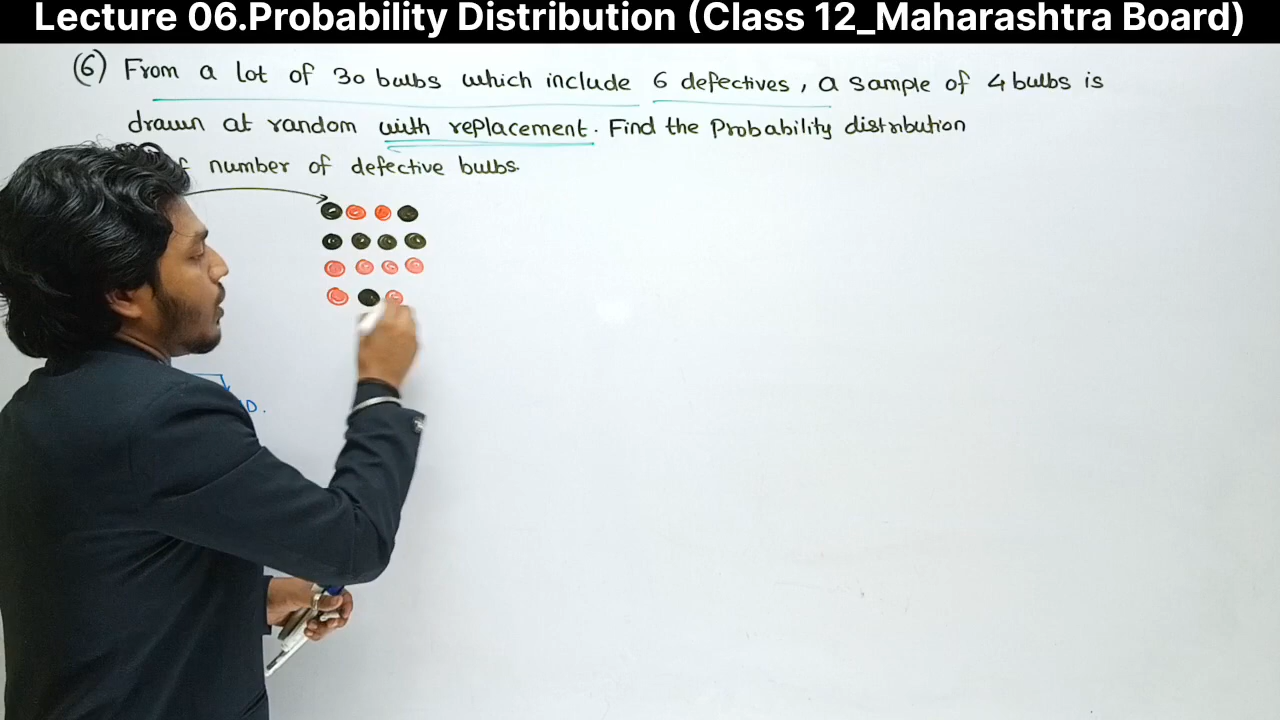 Lecture 06.Probability Distribution (Class 12_Maharashtra Board)
(6) From a lot of 30 bulbs which include 6 defectives, a sample of 4 bulbs is
drawn at random with replacement. Find the Probability distribution
number of defective bulbs.
D.